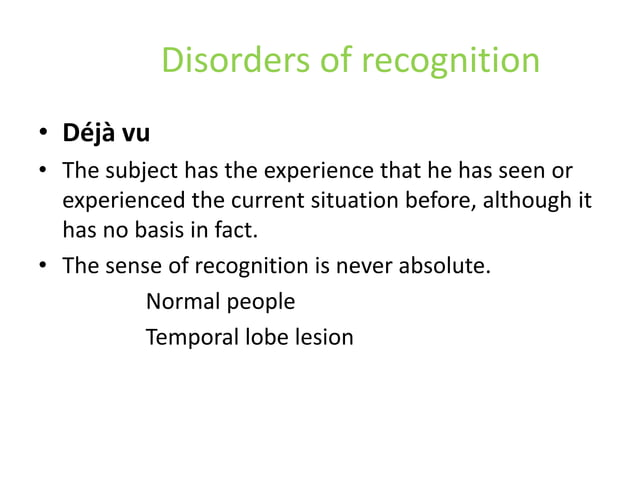 Disorders of recognition
• Déjà vu
• The subject has the experience that he has seen or
experienced the current situation before, although it
has no basis in fact.
• The sense of recognition is never absolute.
Normal people
Temporal lobe lesion